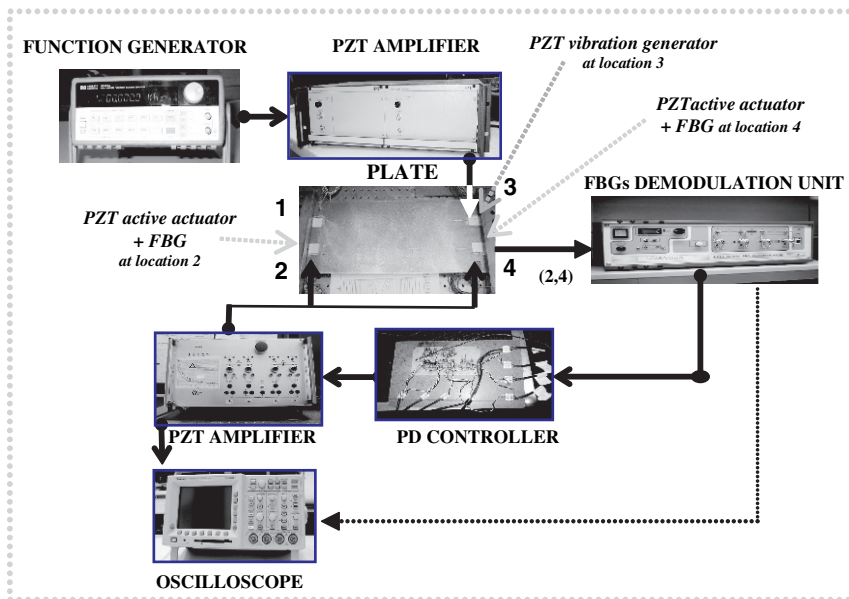 FUNCTION GENERATOR
PZT AMPLIFIER
PZT vibration generator
at location 3
PZTactive actuator
+ FBG at location 4
PLATE
FBGs DEMODULATION UNIT
1
3
PZT active actuator
+ FBG
at location 2
2
4
(2,4)
PZT AMPLIFIER
PD CONTROLLER
OSCILLOSCOPE